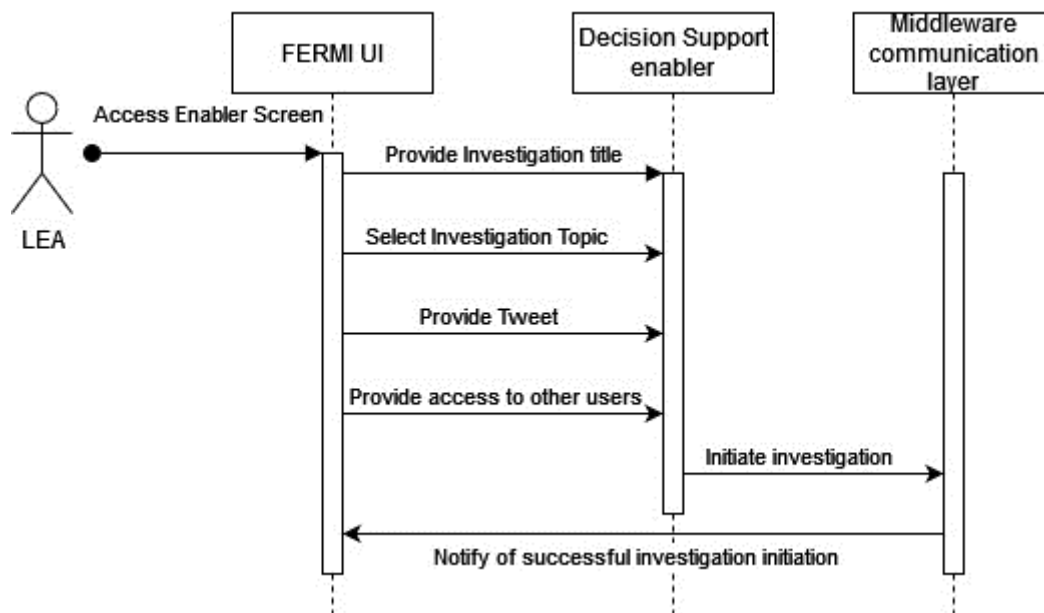 FERMI UI
Decision Support
enabler
Middleware
communication
layer
Access Enabler Screen
LEA
Provide Investigation title
Select Investigation Topic
Provide Tweet
Provide access to other users
Initiate investigation
Notify of successful investigation initiation